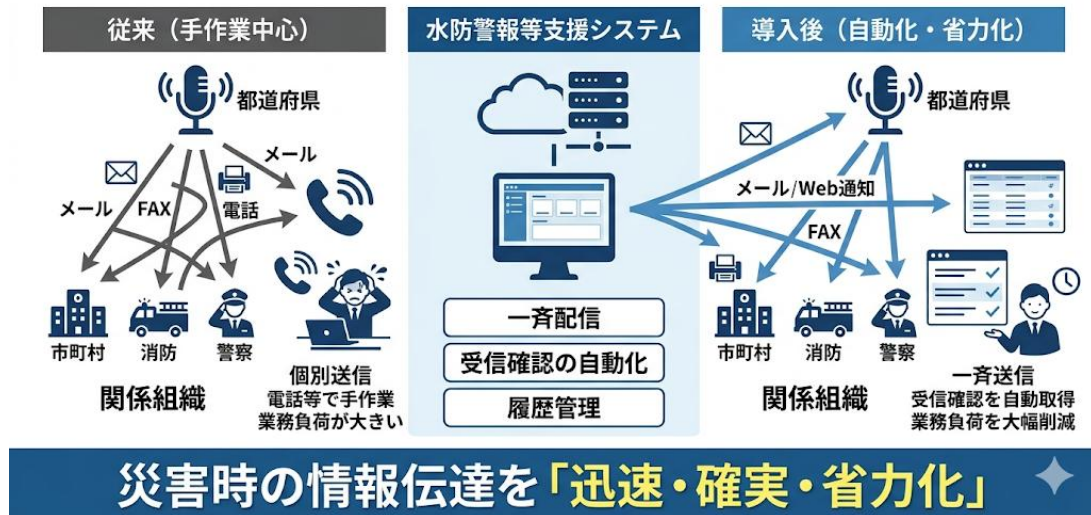 従来（手作業中心）
都道府県
メール
メール
FAX
電話
市町村
消防
警察
関係組織
個別送信
電話等で手作業
業務負荷が大きい
水防警報等支援システム
一斉配信
受信確認の自動化
履歴管理
導入後（自動化・省力化）
都道府県
メール/Web通知
FAX
市町村
消防
警察
関係組織
一斉送信
受信確認を自動取得
業務負荷を大幅削減
災害時の情報伝達を「迅速・確実・省力化」